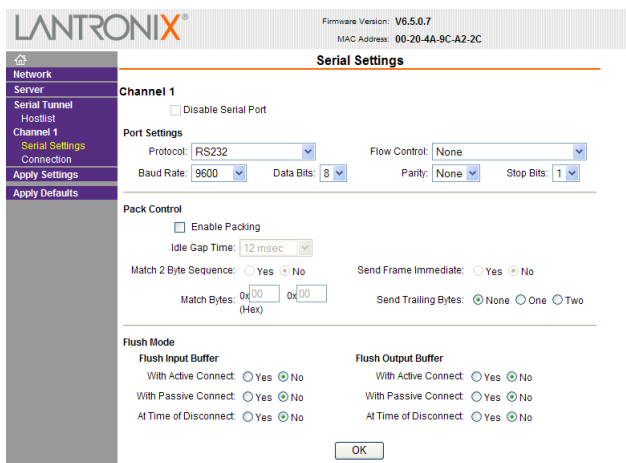 LANTRONIX®
Firmware Version: V6.5.0.7
MAC Address: 00-20-4A-9C-A2-2C
Network
Server
Serial Tunnel
Hostlist
Channel 1
Serial Settings
Connection
Apply Settings
Apply Defaults
Serial Settings
Channel 1
Disable Serial Port
Port Settings
Protocol: RS232 Flow Control: None
Baud Rate: 9600 Data Bits: 8 Parity: None Stop Bits: 1
Pack Control
Enable Packing
Idle Gap Time: 12 msec
Match 2 Byte Sequence: Yes No Send Frame Immediate: Yes No
Match Bytes: 0x00 0x00 Send Trailing Bytes: None One Two
(Hex)
Flush Mode
Flush Input Buffer Flush Output Buffer
With Active Connect: Yes No With Active Connect: Yes No
With Passive Connect: Yes No With Passive Connect: Yes No
At Time of Disconnect: Yes No At Time of Disconnect: Yes No
OK